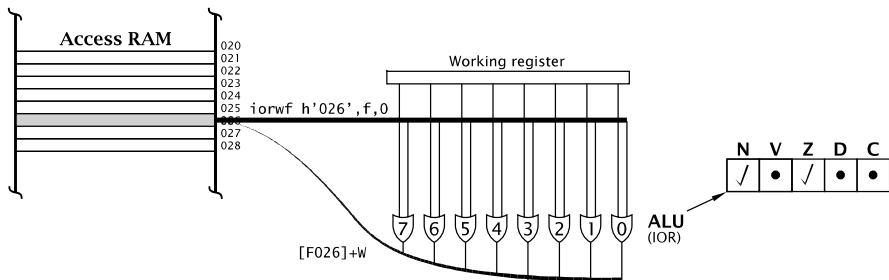 Access RAM
020
021
022
023
024
025
026
027
028
iorwf h'026',f,0
Working register
7 6 5 4 3 2 1 0
[F026]+W
ALU
(IOR)
N V Z D C
√ • √ • •